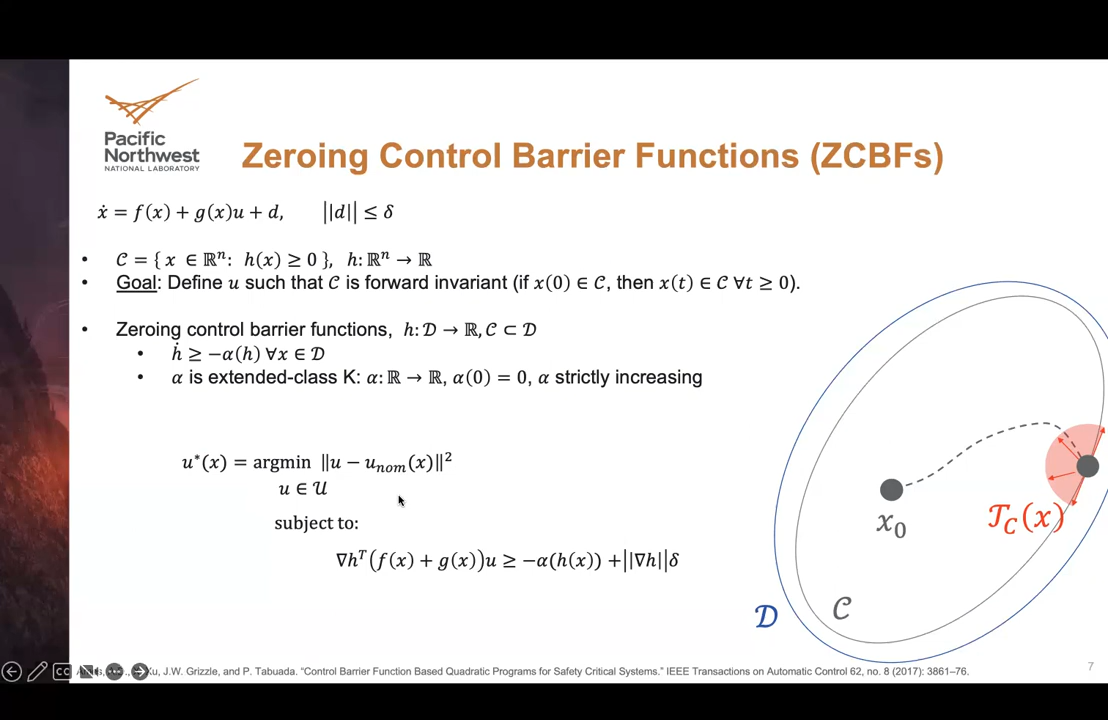 Pacific
Northwest
NATIONAL LABORATORY
Zeroing Control Barrier Functions (ZCBFs)
ẋ = f(x) + g(x)u + d, ||d|| ≤ δ
• 𝒞 = { x ∈ ℝⁿ: h(x) ≥ 0 }, h: ℝⁿ → ℝ
• Goal: Define u such that 𝒞 is forward invariant (if x(0) ∈ 𝒞, then x(t) ∈ 𝒞 ∀t ≥ 0).
• Zeroing control barrier functions, h: 𝒟 → ℝ, 𝒞 ⊂ 𝒟
• ḣ ≥ −α(h) ∀x ∈ 𝒟
• α is extended-class K: α: ℝ → ℝ, α(0) = 0, α strictly increasing
u*(x) = argmin ‖u − u_nom(x)‖²
u ∈ 𝒰
subject to:
∇hᵀ(f(x) + g(x))u ≥ −α(h(x)) +||∇h||δ
x₀
𝒯_C(x)
𝒟
𝒞
CC
Xu, J.W. Grizzle, and P. Tabuada. “Control Barrier Function Based Quadratic Programs for Safety Critical Systems.” IEEE Transactions on Automatic Control 62, no. 8 (2017): 3861–76.
7